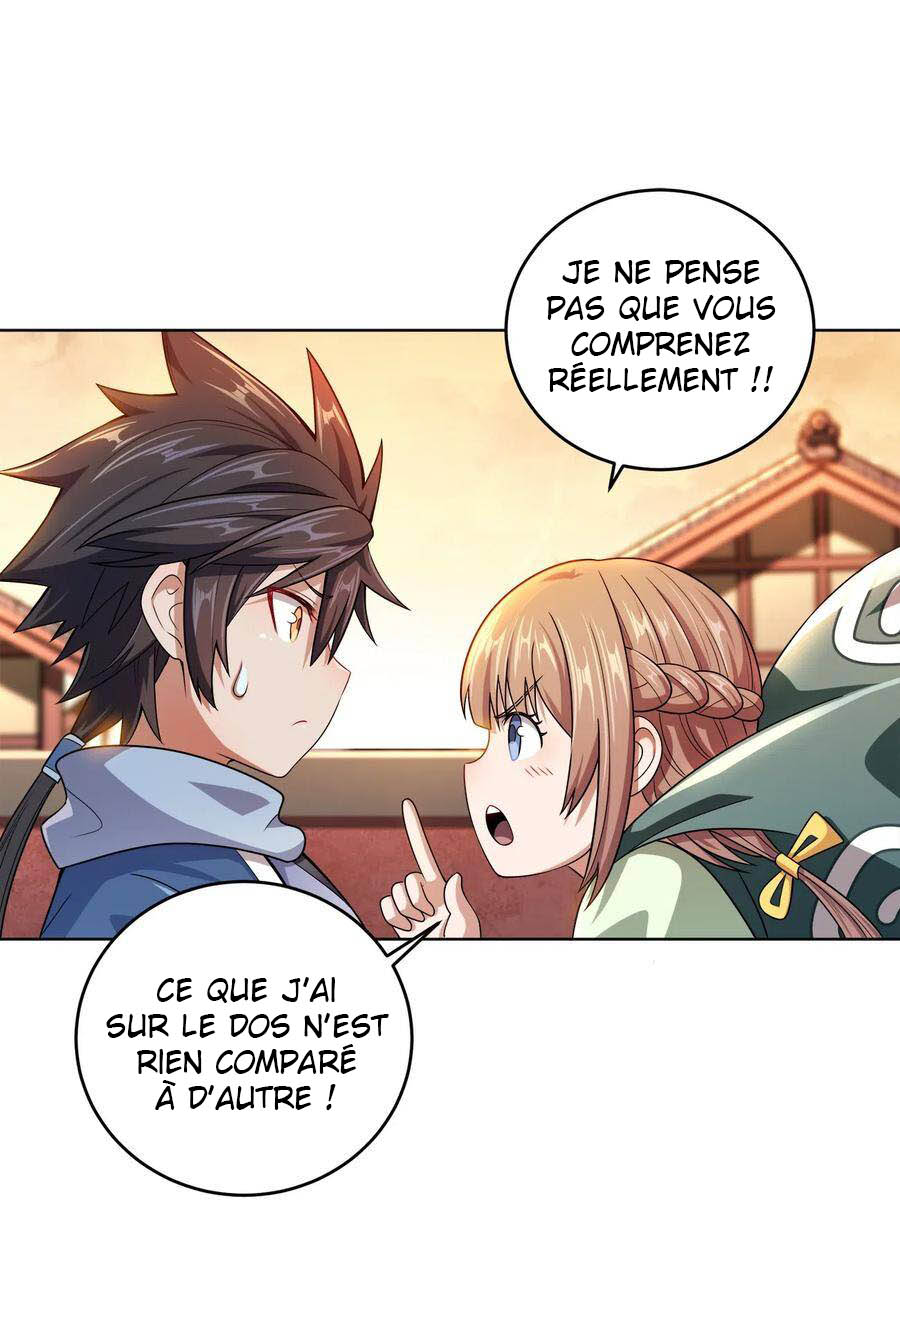 JE NE PENSE
PAS QUE VOUS
COMPRENEZ
RÉELLEMENT !!
CE QUE J'AI
SUR LE DOS N'EST
RIEN COMPARÉ
À D'AUTRE !